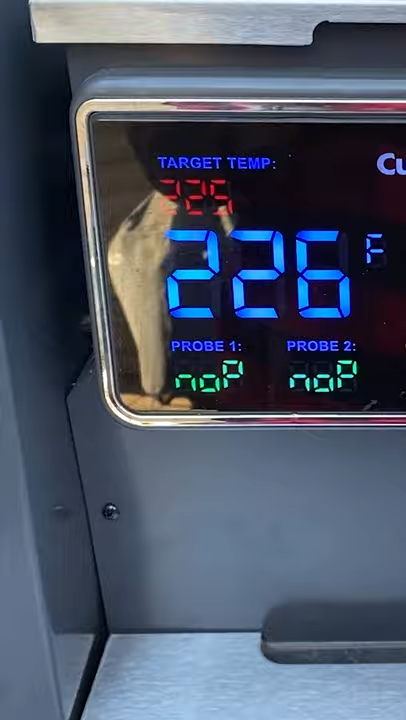 Cu
TARGET TEMP:
225
226 F
PROBE 1: PROBE 2:
noP noP